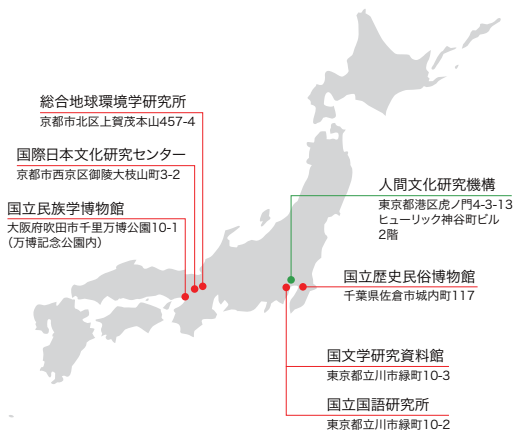 総合地球環境学研究所
京都市北区上賀茂本山457-4
国際日本文化研究センター
京都市西京区御陵大枝山町3-2
国立民族学博物館
大阪府吹田市千里万博公園10-1
（万博記念公園内）
人間文化研究機構
東京都港区虎ノ門4-3-13
ヒューリック神谷町ビル
2階
国立歴史民俗博物館
千葉県佐倉市城内町117
国文学研究資料館
東京都立川市緑町10-3
国立国語研究所
東京都立川市緑町10-2